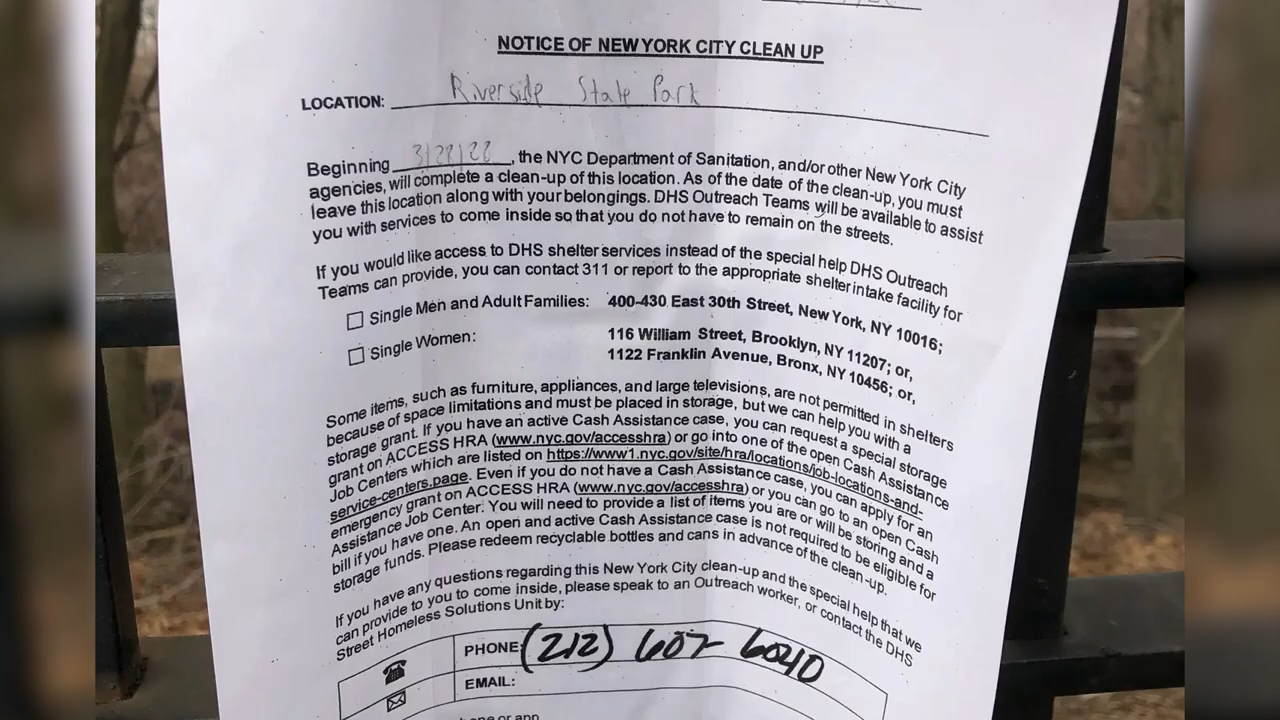 NOTICE OF NEW YORK CITY CLEAN UP
LOCATION: Riverside State Park
Beginning 3/28/22, the NYC Department of Sanitation, and/or other New York City
agencies, will complete a clean-up of this location. As of the date of the clean-up, you must
leave this location along with your belongings. DHS Outreach Teams will be available to assist
you with services to come inside so that you do not have to remain on the streets.
If you would like access to DHS shelter services instead of the special help DHS Outreach
Teams can provide, you can contact 311 or report to the appropriate shelter intake facility for
☐ Single Men and Adult Families: 400-430 East 30th Street, New York, NY 10016;
☐ Single Women: 116 William Street, Brooklyn, NY 11207; or,
1122 Franklin Avenue, Bronx, NY 10456; or,
Some items, such as furniture, appliances, and large televisions, are not permitted in shelters
because of space limitations and must be placed in storage, but we can help you with a
storage grant. If you have an active Cash Assistance case, you can request a special storage
grant on ACCESS HRA (www.nyc.gov/accesshra) or go into one of the open Cash Assistance
Job Centers which are listed on https://www1.nyc.gov/site/hra/locations/job-locations-and-
service-centers.page. Even if you do not have a Cash Assistance case, you can apply for an
emergency grant on ACCESS HRA (www.nyc.gov/accesshra) or you can go to an open Cash
Assistance Job Center. You will need to provide a list of items you are or will be storing and a
bill if you have one. An open and active Cash Assistance case is not required to be eligible for
storage funds. Please redeem recyclable bottles and cans in advance of the clean-up.
If you have any questions regarding this New York City clean-up and the special help that we
can provide to you to come inside, please speak to an Outreach worker, or contact the DHS
Street Homeless Solutions Unit by:
PHONE: (212) 607-6040
EMAIL: